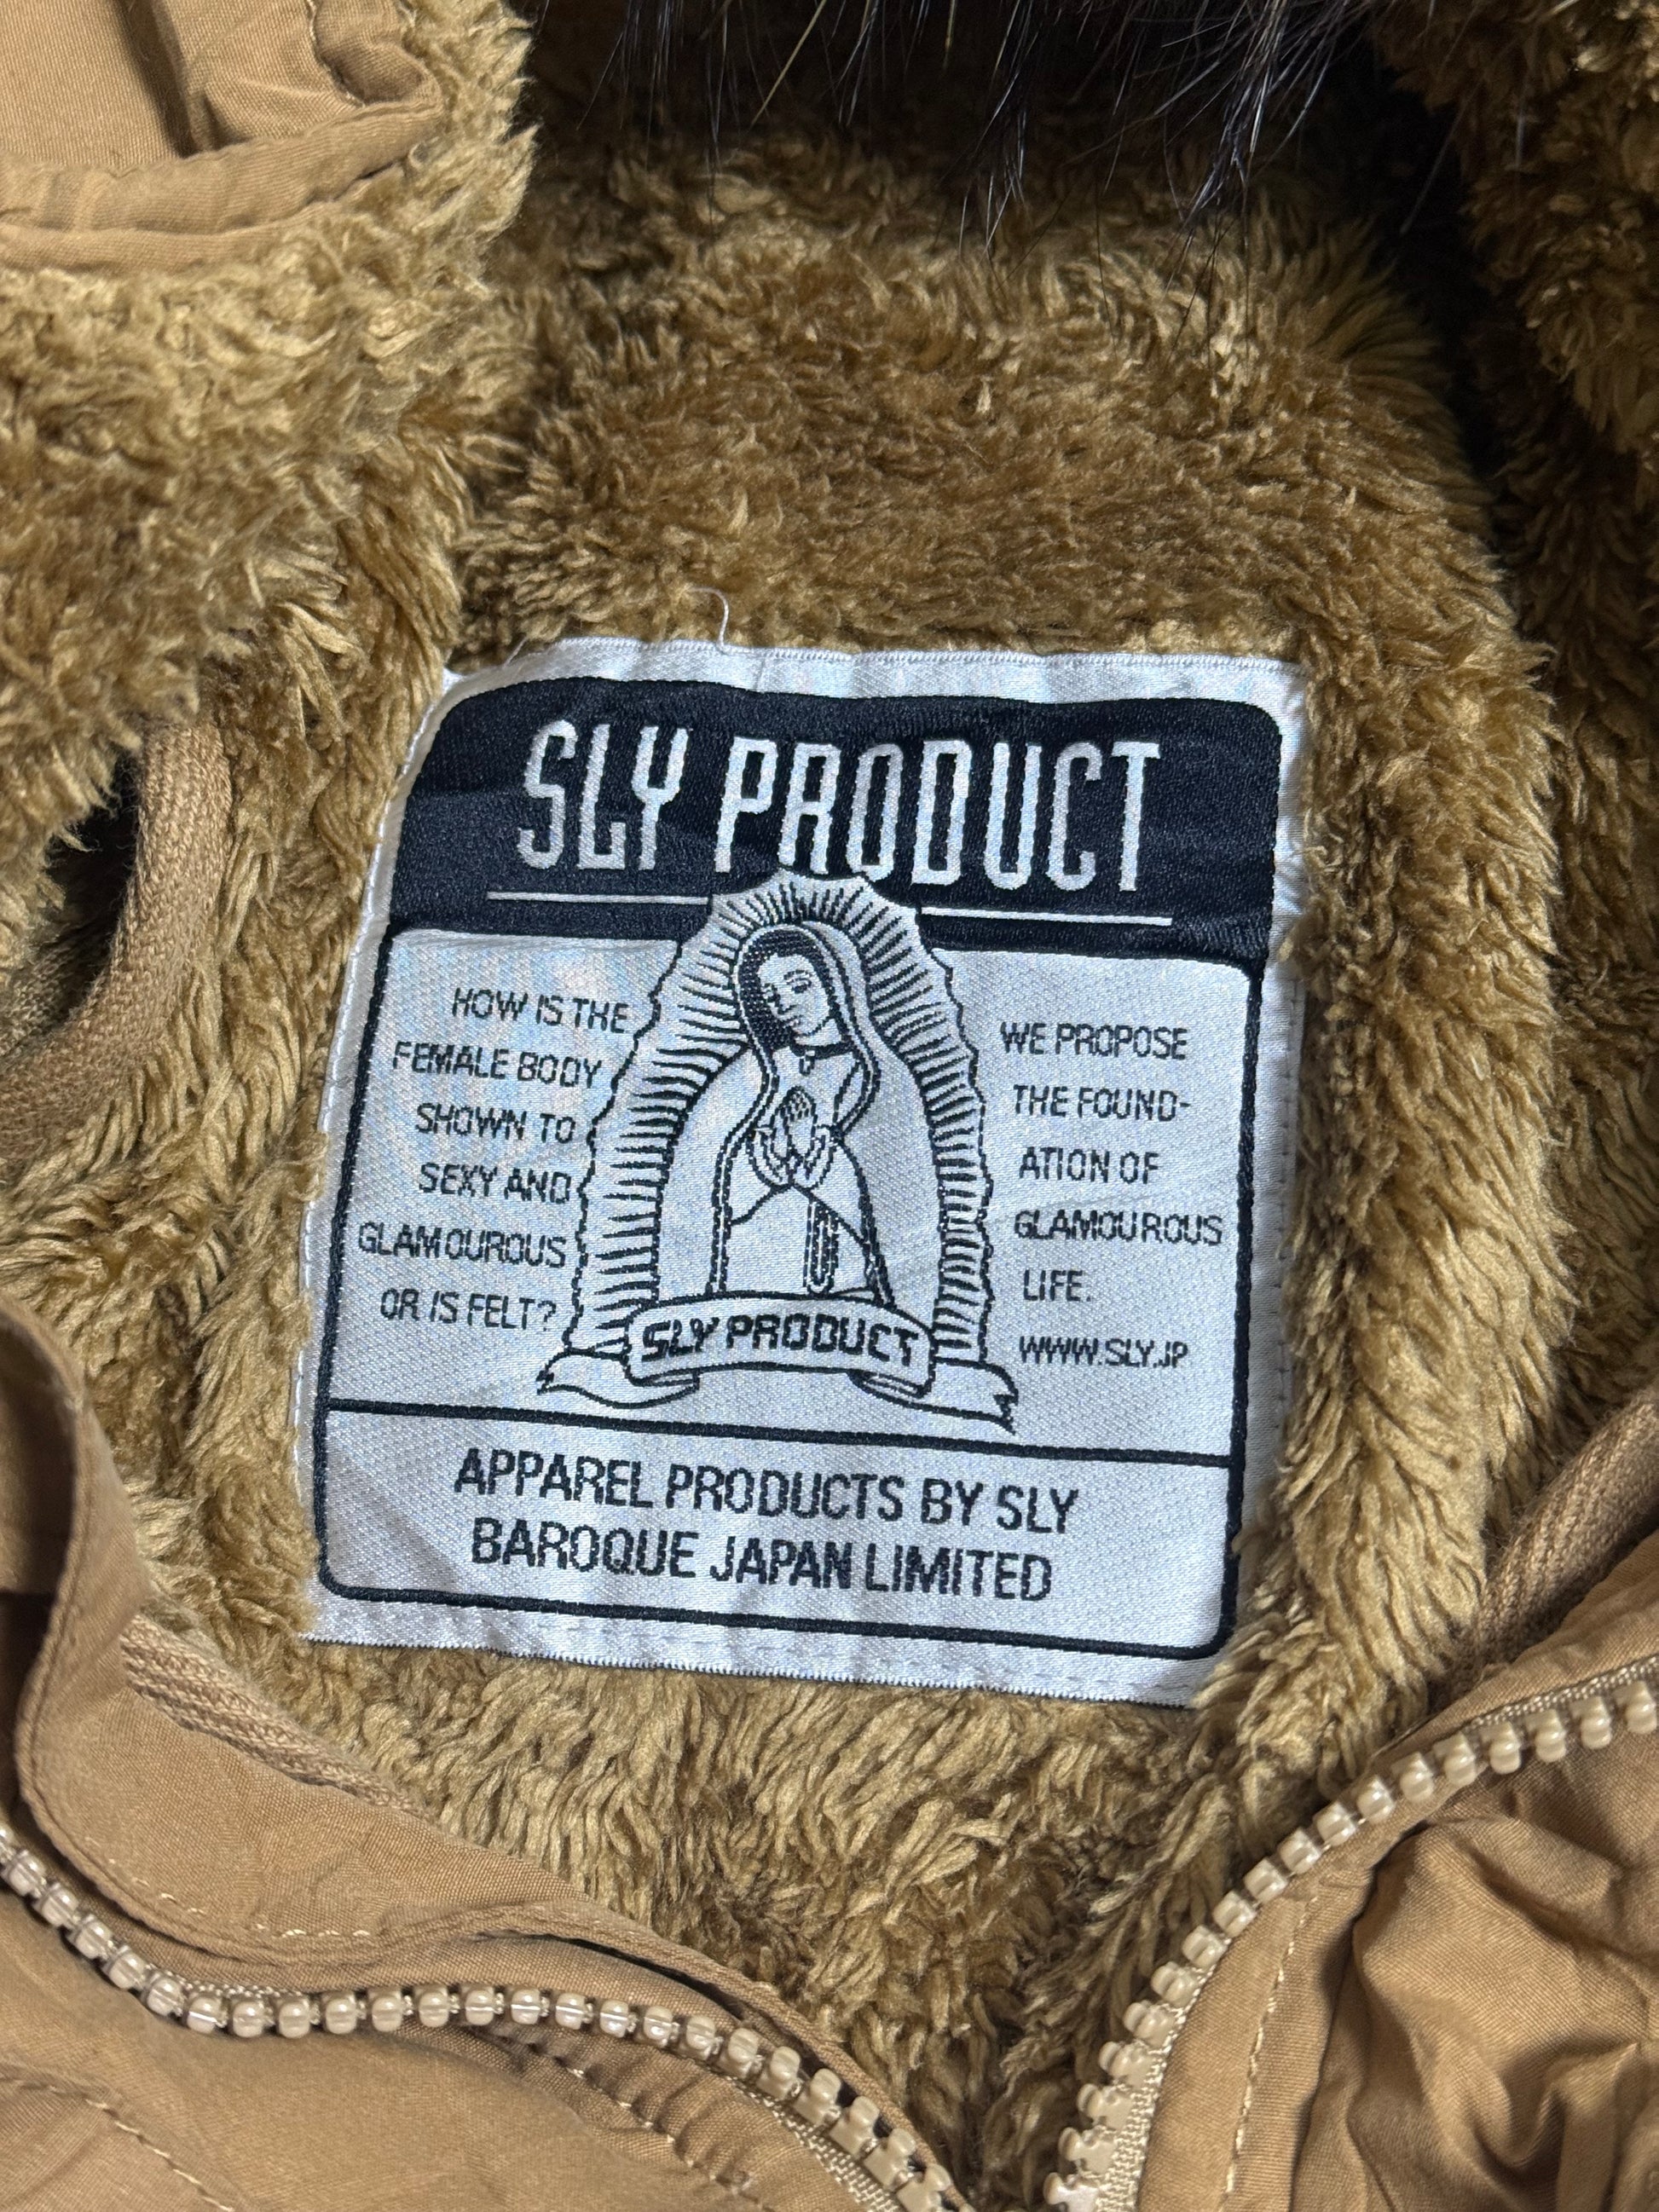 SLY PRODUCT
HOW IS THE
FEMALE BODY
SHOWN TO
SEXY AND
GLAMOUROUS
OR IS FELT?
WE PROPOSE
THE FOUND-
ATION OF
GLAMOUROUS
LIFE.
WWW.SLY.JP
SLY PRODUCT
APPAREL PRODUCTS BY SLY
BAROQUE JAPAN LIMITED